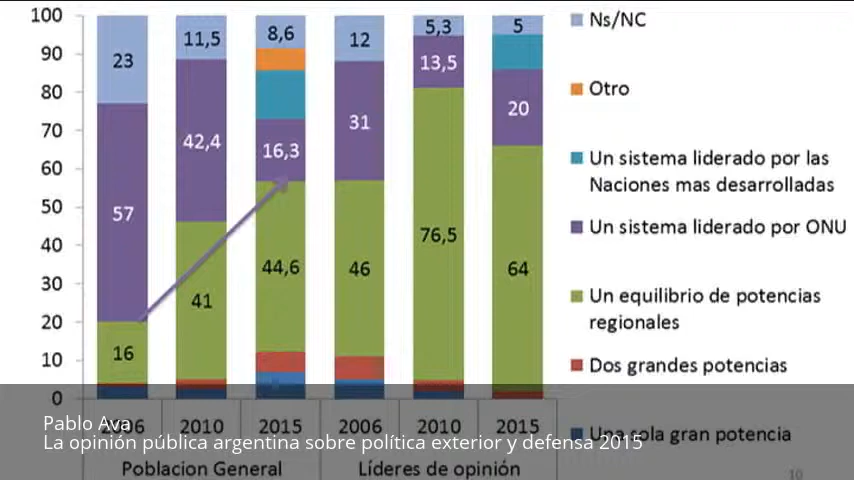 100
90
80
70
60
50
40
30
20
10
0
23
57
16
11,5
42,4
41
8,6
16,3
44,6
12
31
46
5,3
13,5
76,5
5
20
64
Ns/NC
Otro
Un sistema liderado por las
Naciones mas desarrolladas
Un sistema liderado por ONU
Un equilibrio de potencias
regionales
Dos grandes potencias
Una sola gran potencia
2006 2010 2015 2006 2010 2015
Poblacion General Líderes de opinión
Pablo Ava
La opinión pública argentina sobre política exterior y defensa 2015
10